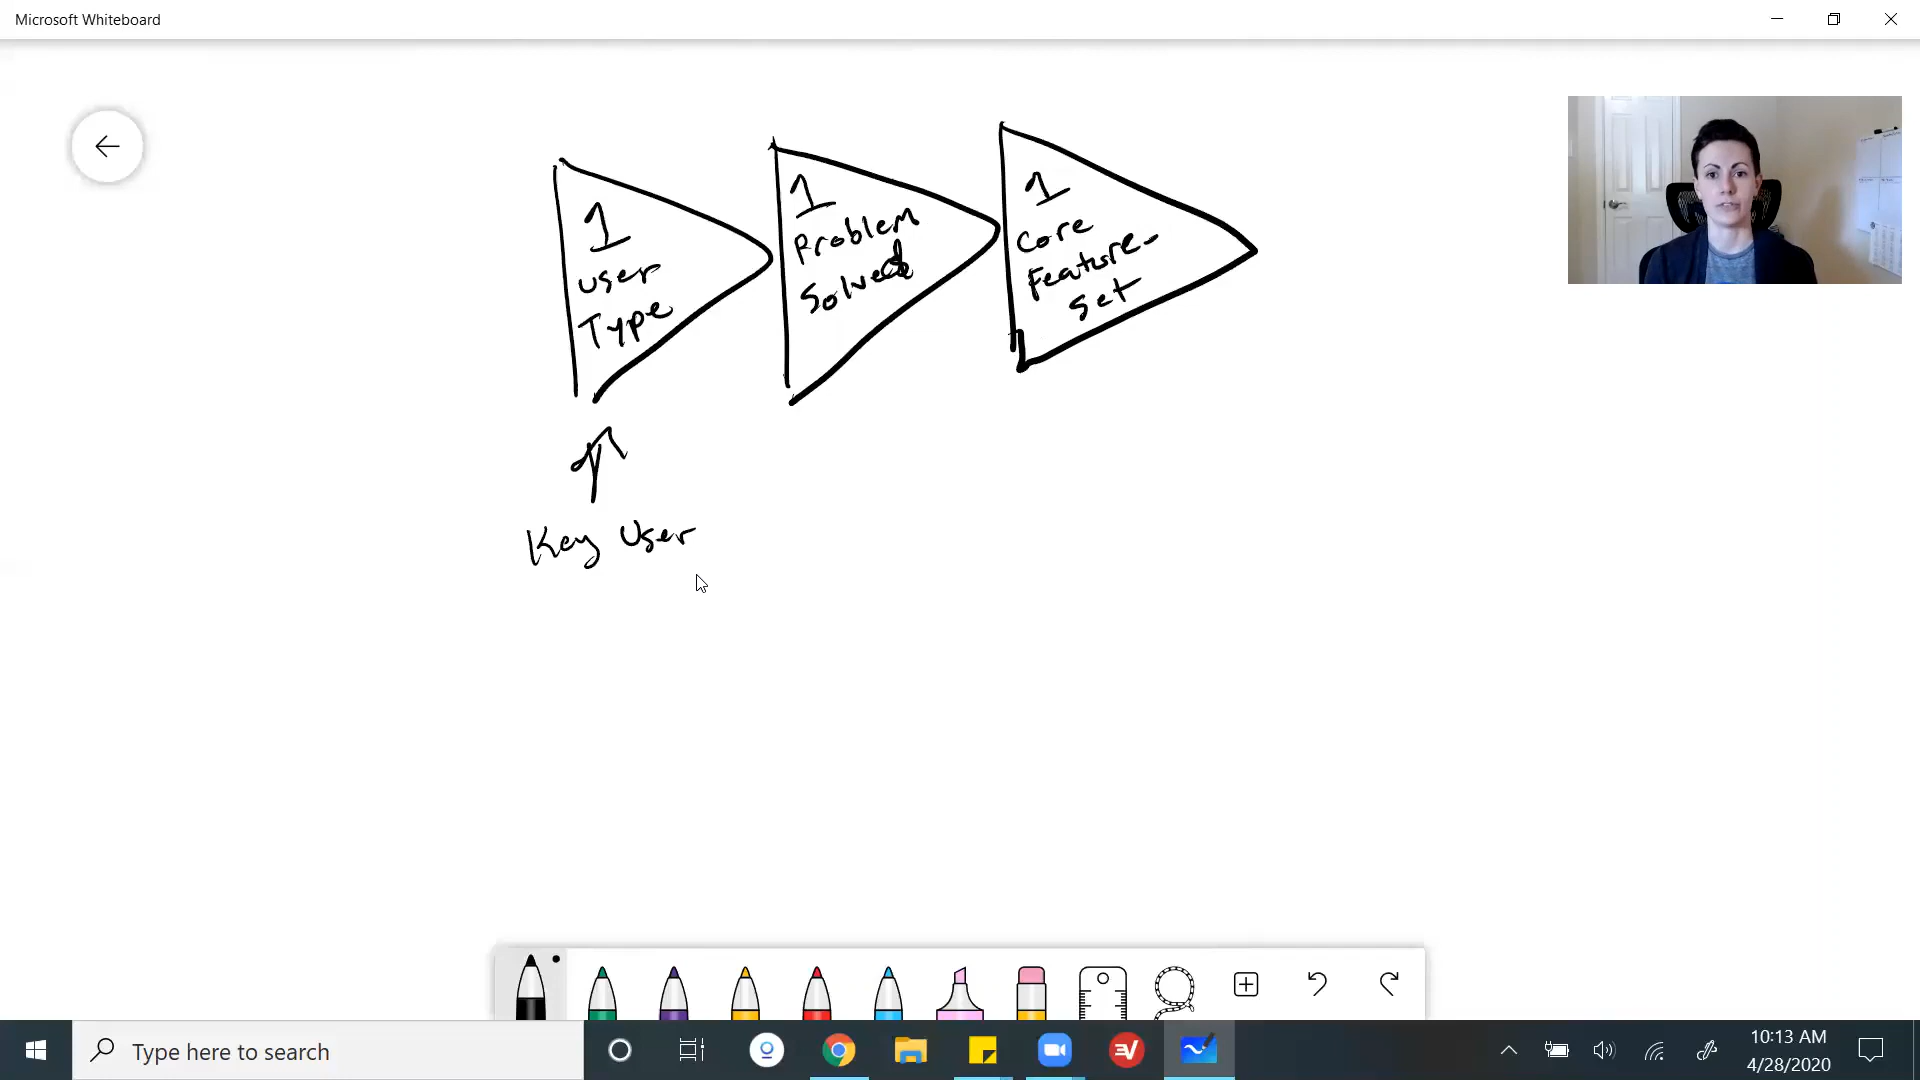 Microsoft Whiteboard
1
User
Type
1
Problem
Solved
1
Core
Feature-
Set
Key User
Type here to search
10:13 AM
4/28/2020